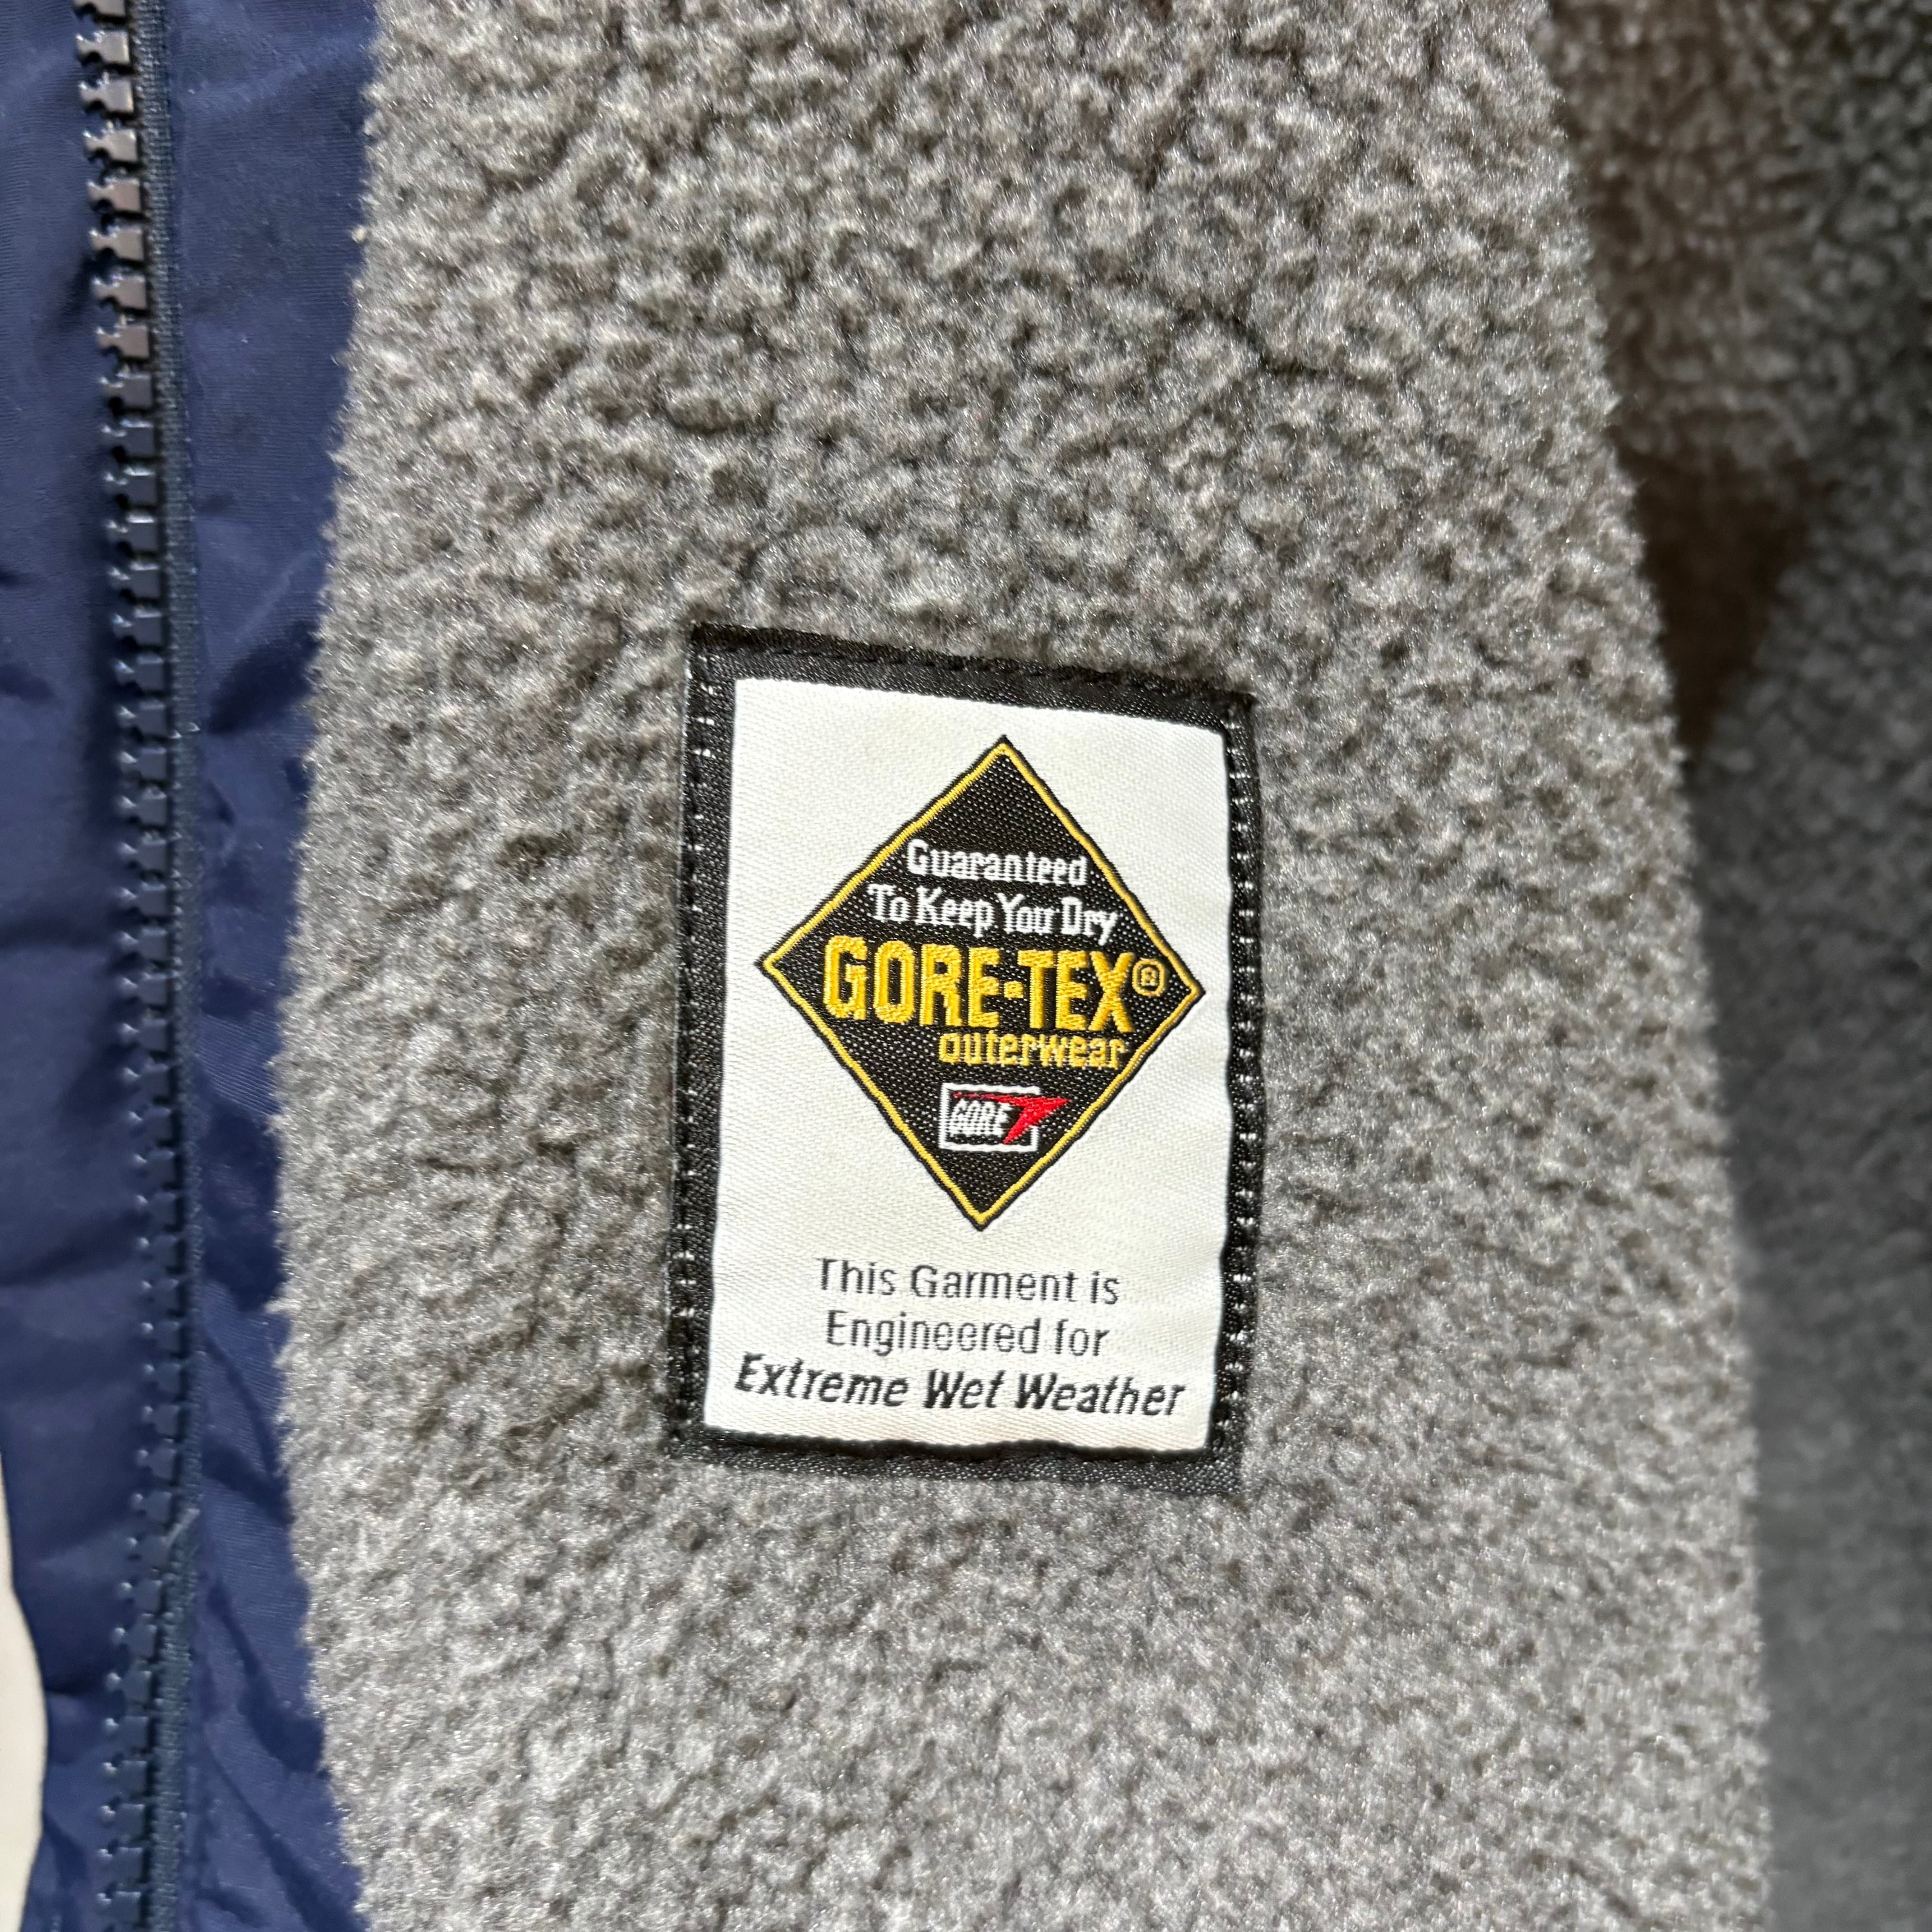 Guaranteed
To Keep You Dry
GORE-TEX®
outerwear
GORE
This Garment is
Engineered for
Extreme Wet Weather